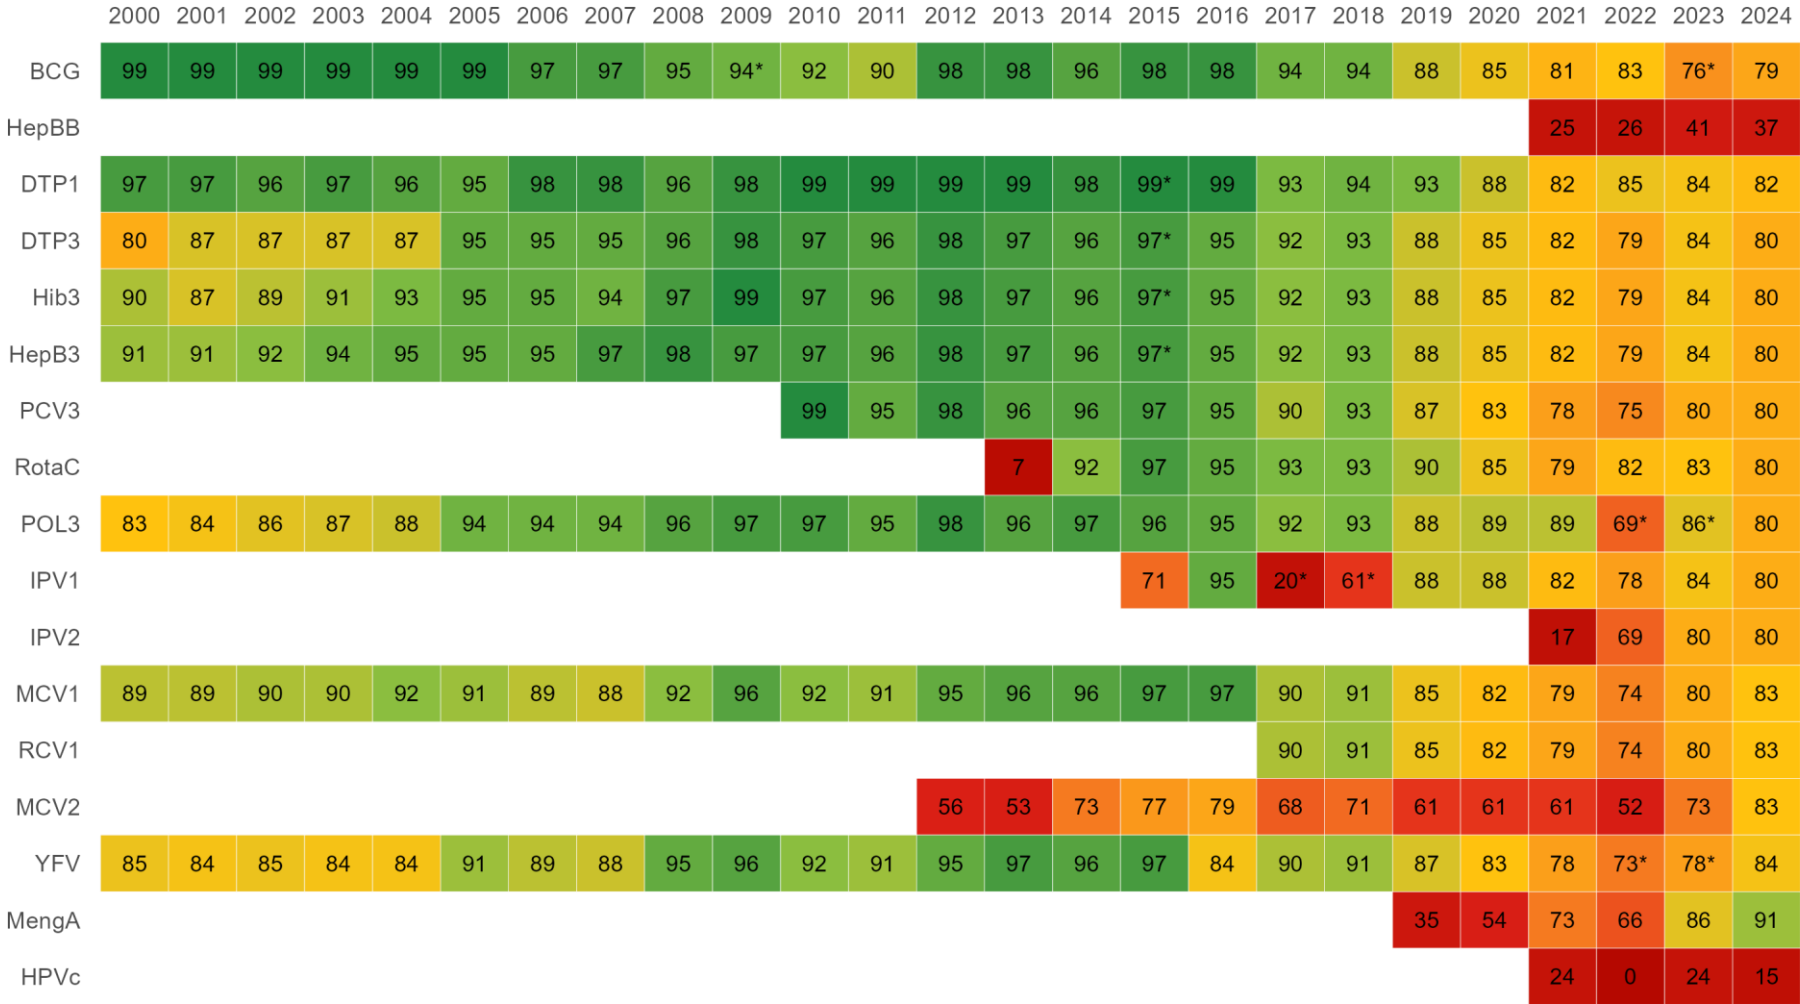 2000 2001 2002 2003 2004 2005 2006 2007 2008 2009 2010 2011 2012 2013 2014 2015 2016 2017 2018 2019 2020 2021 2022 2023 2024
BCG 99 99 99 99 99 99 97 97 95 94* 92 90 98 98 96 98 98 94 94 88 85 81 83 76* 79
HepBB 25 26 41 37
DTP1 97 97 96 97 96 95 98 98 96 98 99 99 99 99 98 99* 99 93 94 93 88 82 85 84 82
DTP3 80 87 87 87 87 95 95 95 96 98 97 96 98 97 96 97* 95 92 93 88 85 82 79 84 80
Hib3 90 87 89 91 93 95 95 94 97 99 97 96 98 97 96 97* 95 92 93 88 85 82 79 84 80
HepB3 91 91 92 94 95 95 95 97 98 97 97 96 98 97 96 97* 95 92 93 88 85 82 79 84 80
PCV3 99 95 98 96 96 97 95 90 93 87 83 78 75 80 80
RotaC 7 92 97 95 93 93 90 85 79 82 83 80
POL3 83 84 86 87 88 94 94 94 96 97 97 95 98 96 97 96 95 92 93 88 89 89 69* 86* 80
IPV1 71 95 20* 61* 88 88 82 78 84 80
IPV2 17 69 80 80
MCV1 89 89 90 90 92 91 89 88 92 96 92 91 95 96 96 97 97 90 91 85 82 79 74 80 83
RCV1 90 91 85 82 79 74 80 83
MCV2 56 53 73 77 79 68 71 61 61 61 52 73 83
YFV 85 84 85 84 84 91 89 88 95 96 92 91 95 97 96 97 84 90 91 87 83 78 73* 78* 84
MengA 35 54 73 66 86 91
HPVc 24 0 24 15